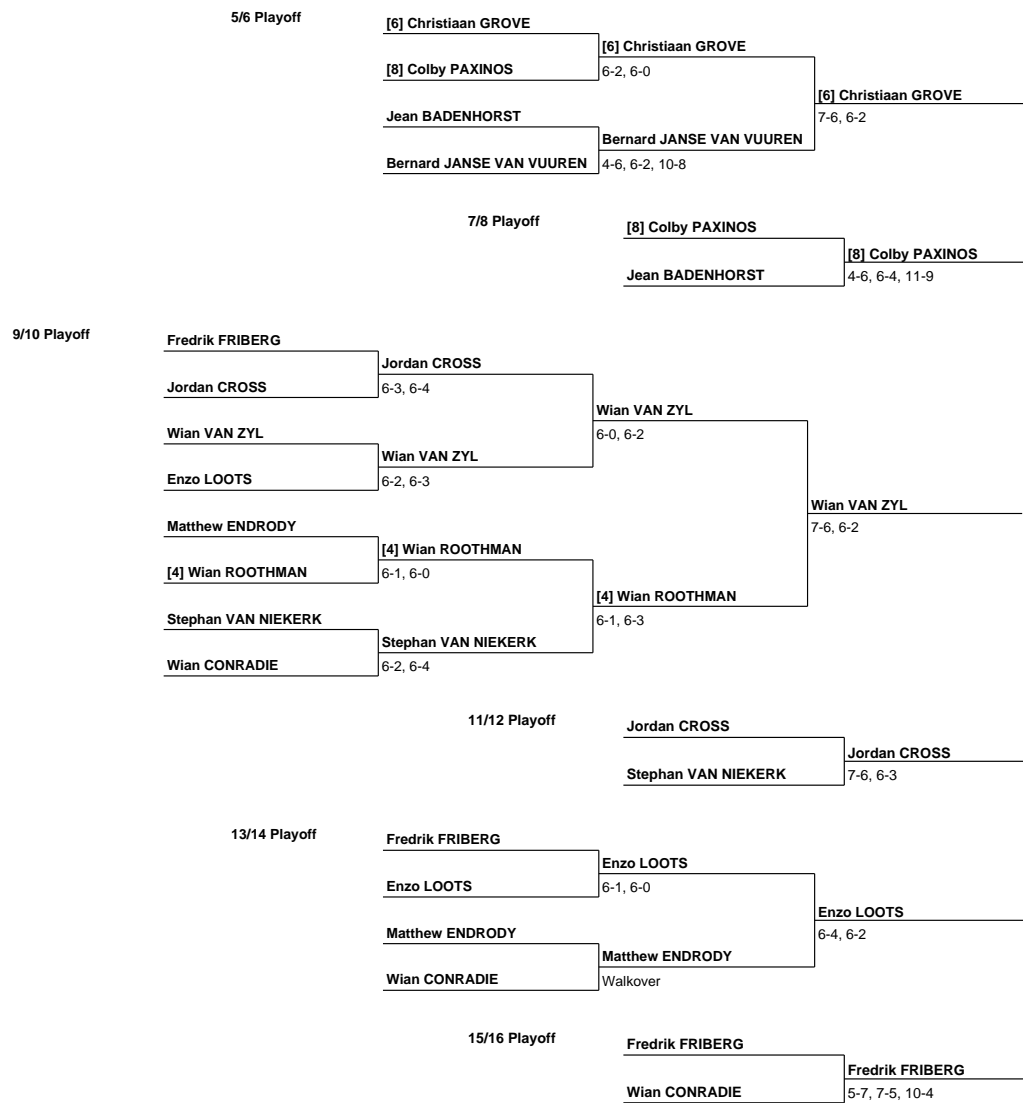 5/6 Playoff
[6] Christiaan GROVE
[6] Christiaan GROVE
[8] Colby PAXINOS
6-2, 6-0
[6] Christiaan GROVE
7-6, 6-2
Jean BADENHORST
Bernard JANSE VAN VUUREN
Bernard JANSE VAN VUUREN
4-6, 6-2, 10-8
7/8 Playoff
[8] Colby PAXINOS
[8] Colby PAXINOS
Jean BADENHORST
4-6, 6-4, 11-9
9/10 Playoff
Fredrik FRIBERG
Jordan CROSS
Jordan CROSS
6-3, 6-4
Wian VAN ZYL
6-0, 6-2
Wian VAN ZYL
Wian VAN ZYL
Enzo LOOTS
6-2, 6-3
Wian VAN ZYL
7-6, 6-2
Matthew ENDRODY
[4] Wian ROOTHMAN
[4] Wian ROOTHMAN
6-1, 6-0
[4] Wian ROOTHMAN
6-1, 6-3
Stephan VAN NIEKERK
Stephan VAN NIEKERK
Wian CONRADIE
6-2, 6-4
11/12 Playoff
Jordan CROSS
Jordan CROSS
Stephan VAN NIEKERK
7-6, 6-3
13/14 Playoff
Fredrik FRIBERG
Enzo LOOTS
Enzo LOOTS
6-1, 6-0
Enzo LOOTS
6-4, 6-2
Matthew ENDRODY
Matthew ENDRODY
Wian CONRADIE
Walkover
15/16 Playoff
Fredrik FRIBERG
Fredrik FRIBERG
Wian CONRADIE
5-7, 7-5, 10-4